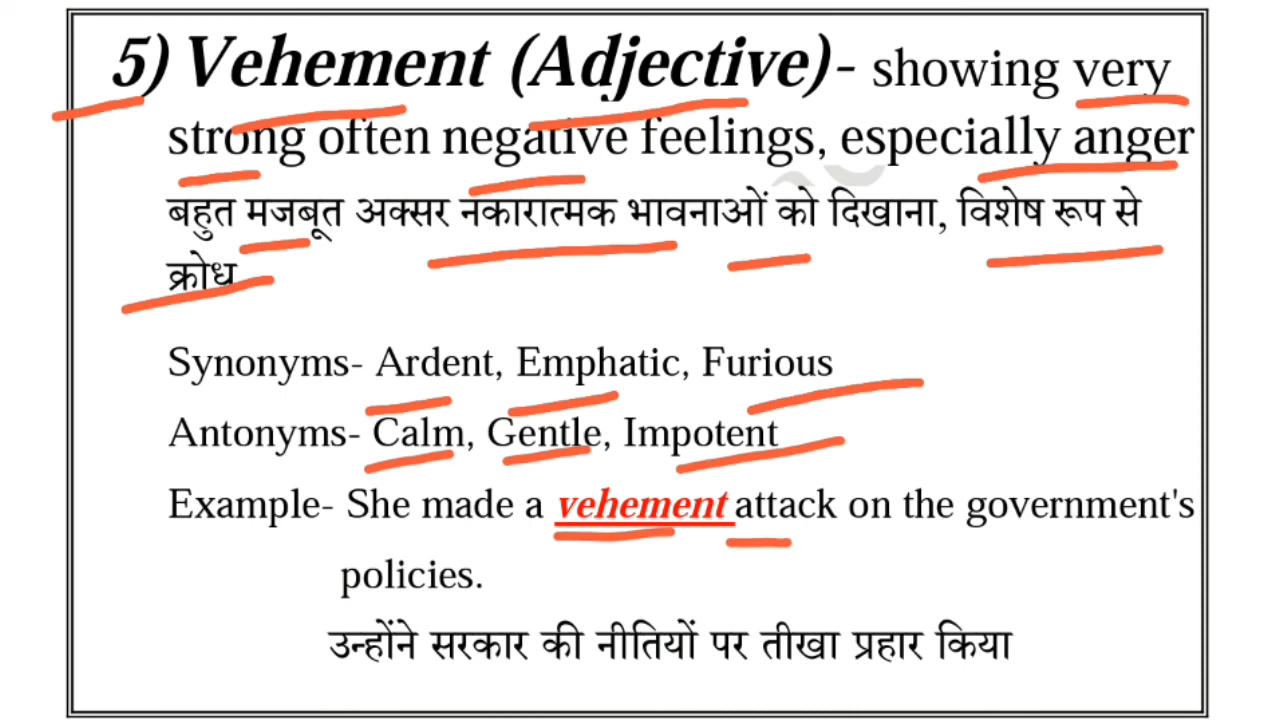 5) Vehement (Adjective)- showing very
strong often negative feelings, especially anger
बहुत मजबूत अक्सर नकारात्मक भावनाओं को दिखाना, विशेष रूप से
क्रोध
Synonyms- Ardent, Emphatic, Furious
Antonyms- Calm, Gentle, Impotent
Example- She made a vehement attack on the government's
policies.
उन्होंने सरकार की नीतियों पर तीखा प्रहार किया